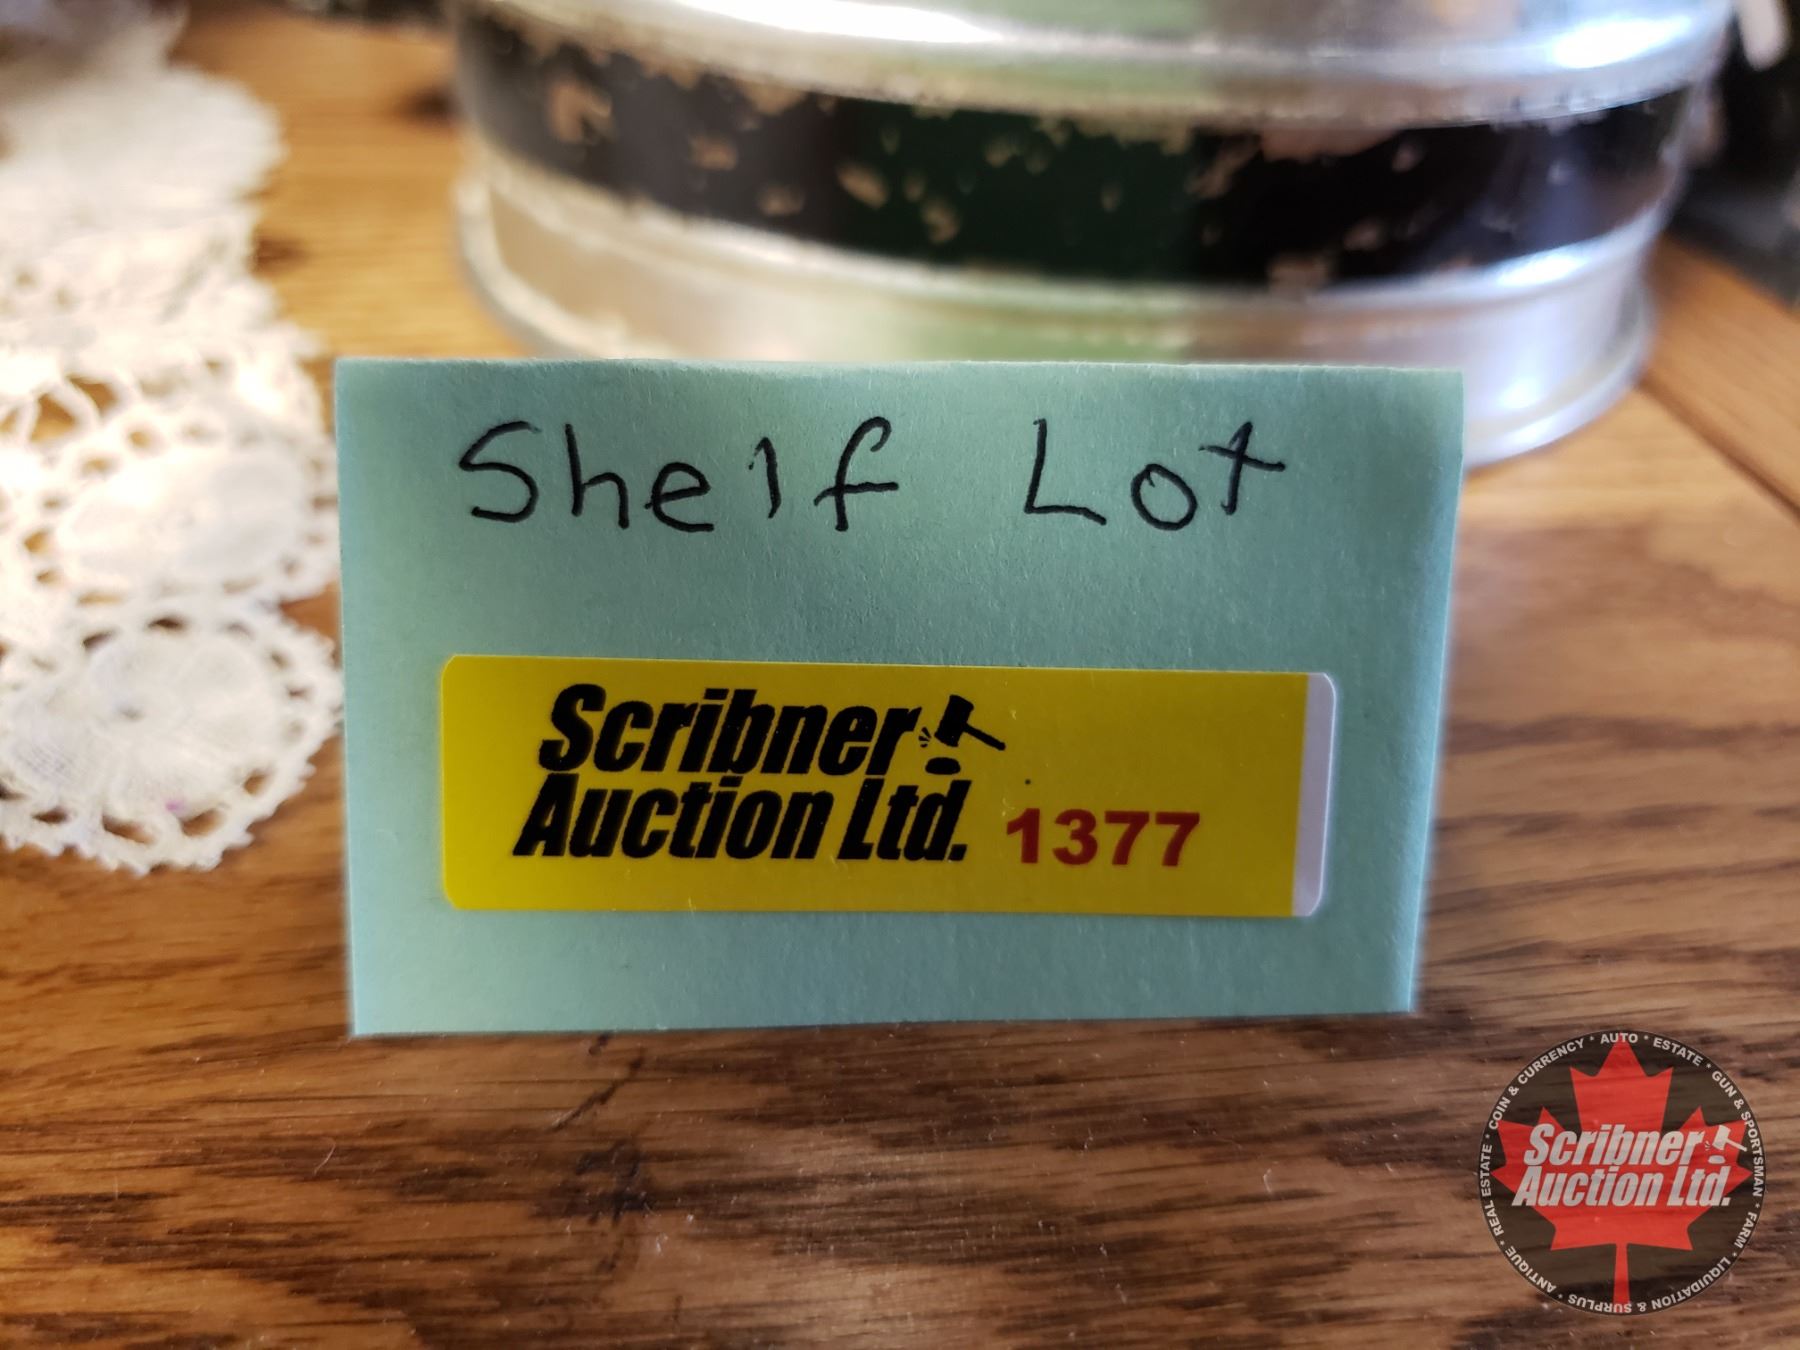 Shelf Lot
Scribner
Auction Ltd. 1377
Scribner
Auction Ltd.
ANTIQUE * REAL ESTATE * COIN & CURRENCY * AUTO * ESTATE * GUN & SPORTSMAN * FARM * LIQUIDATION & SURPLUS *